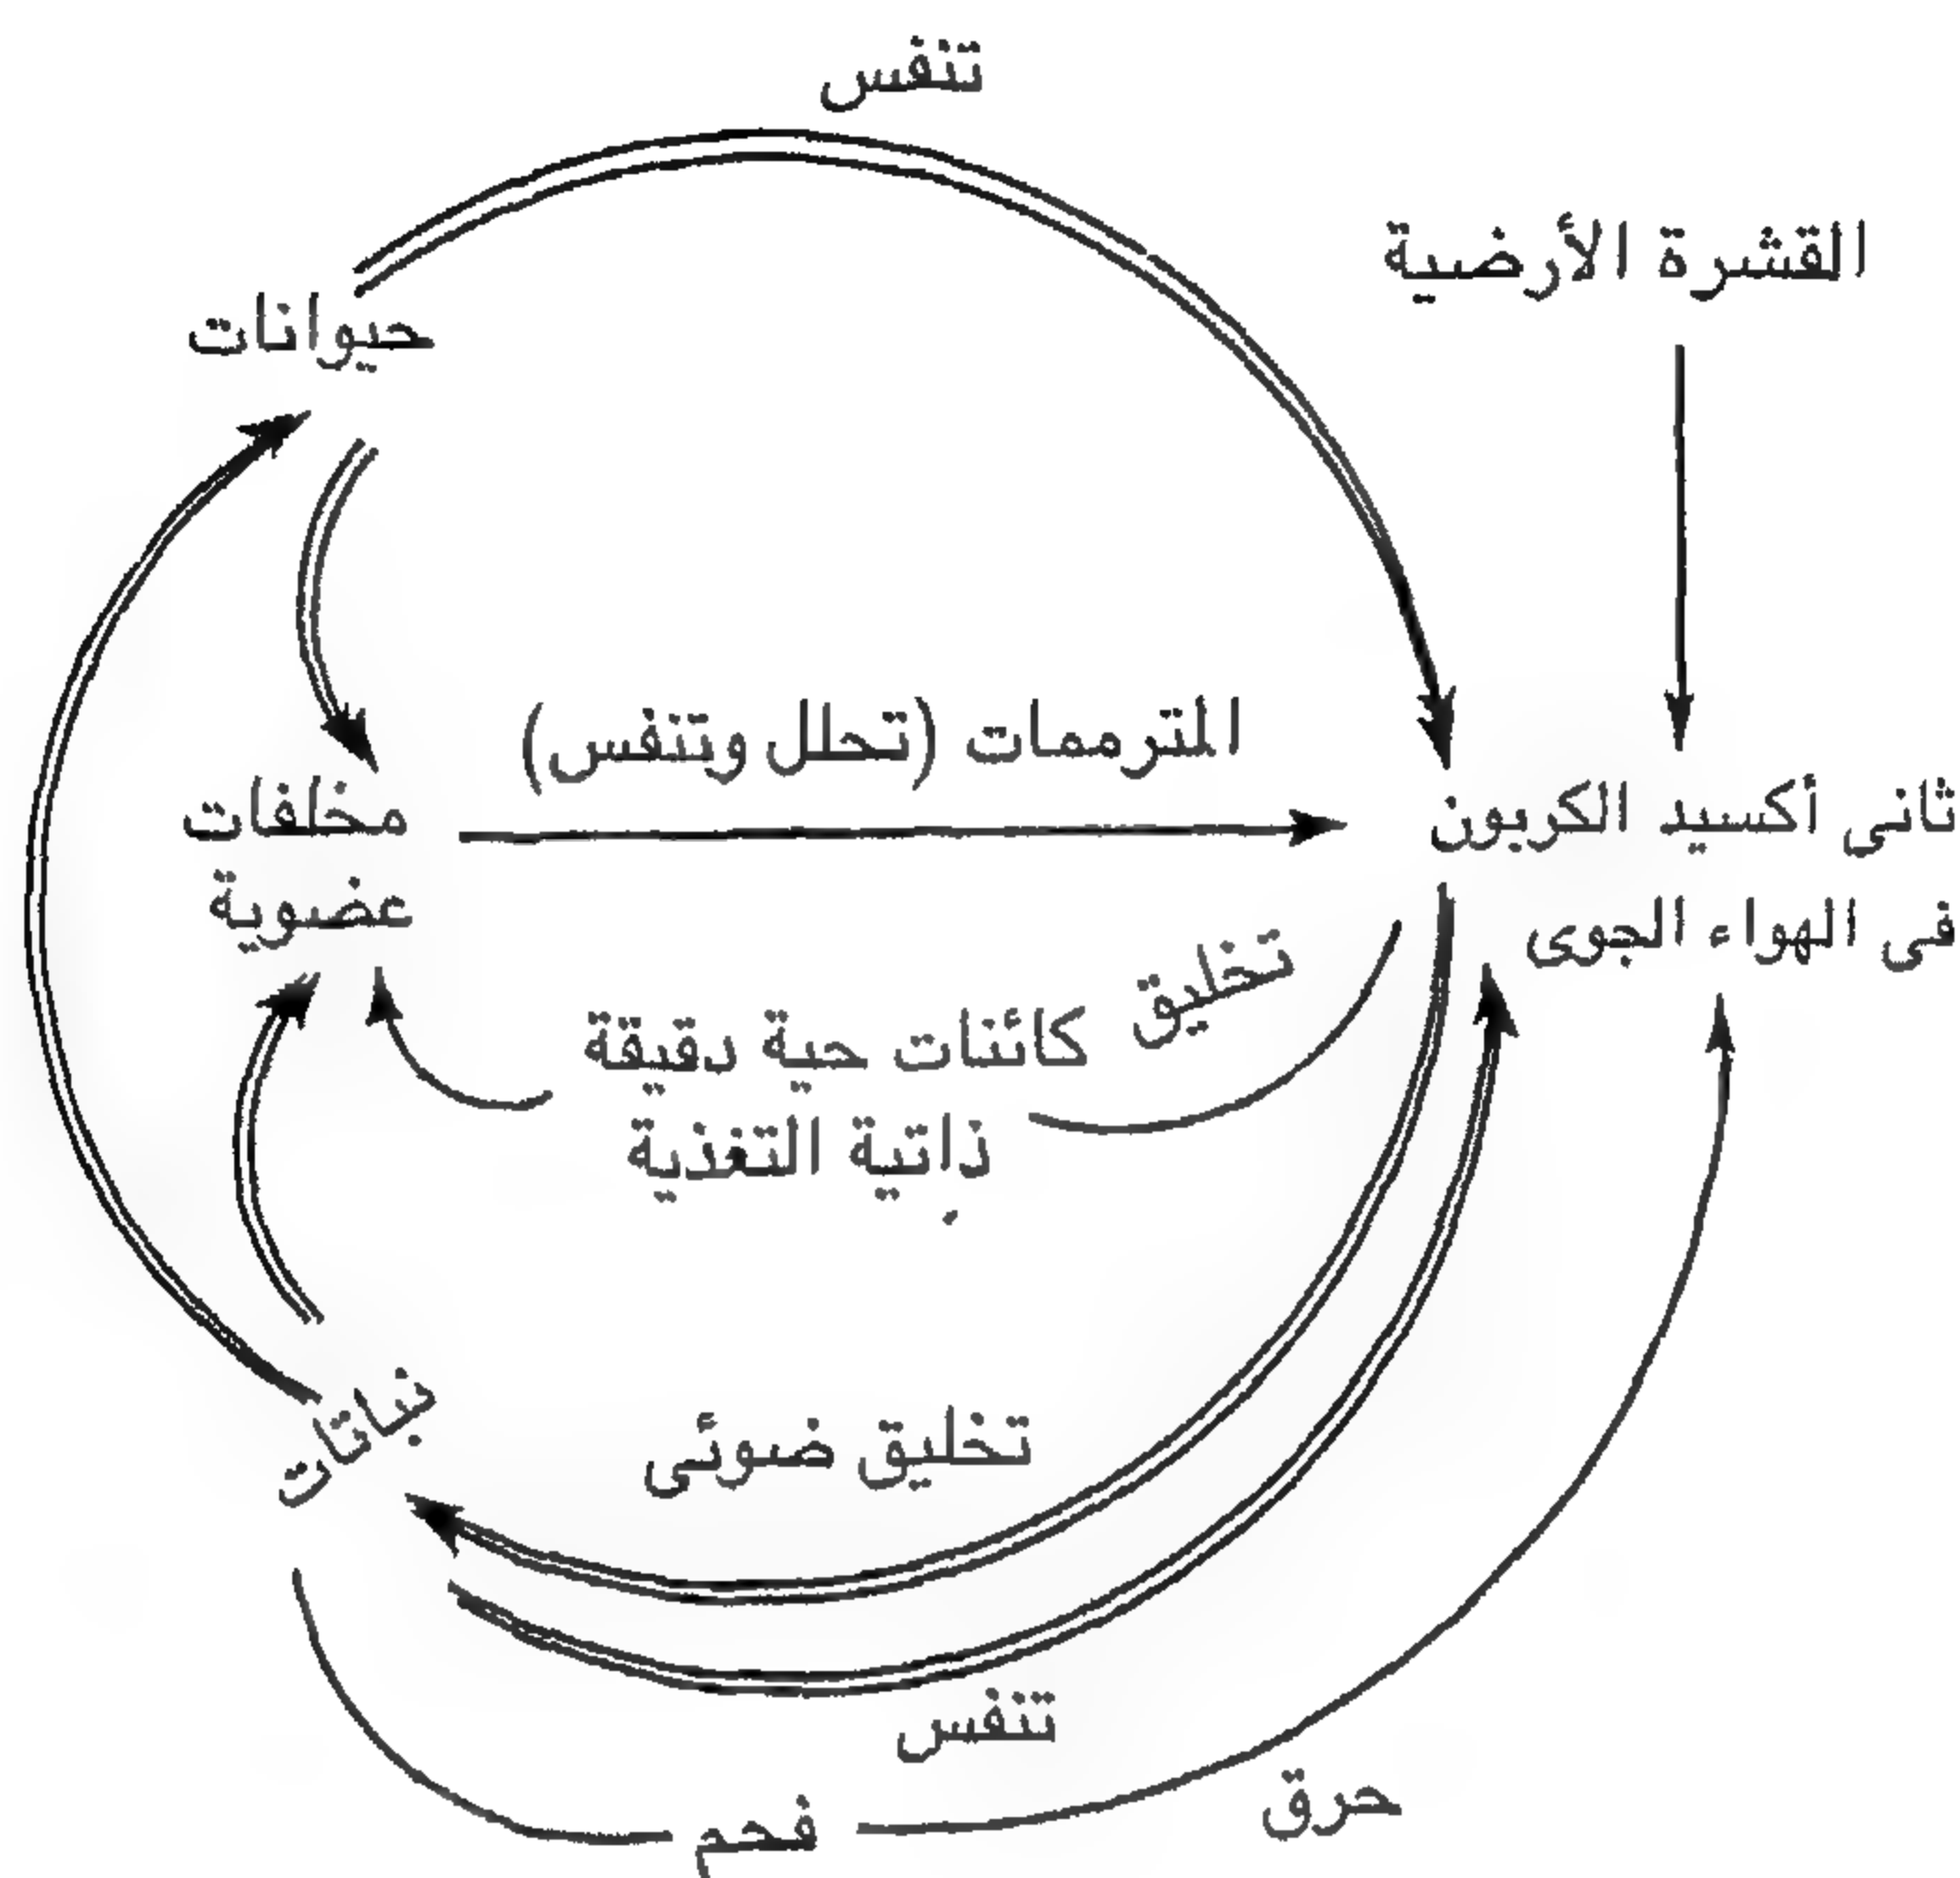 تنفس
القشرة الأرضية
حيوانات
المترممات (تحلل وتنفس)
ثانى أكسيد الكربون
فى الهواء الجوى
مخلفات
عضوية
تخليق
كائنات حية دقيقة
ذاتية التغذية
نباتات
تخليق ضوئى
تنفس
حرق
فحم